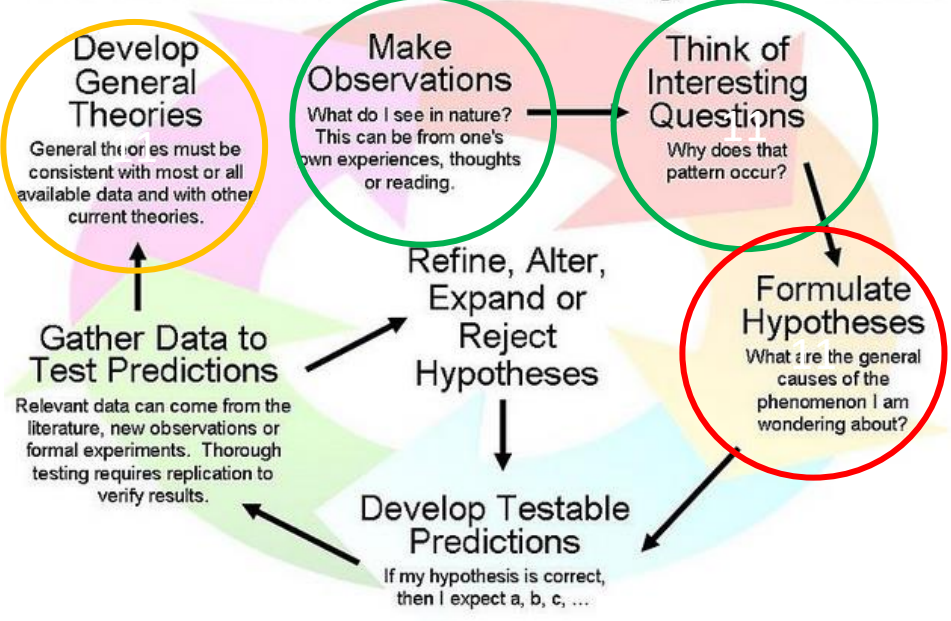 Develop
General
Theories
General theories must be
consistent with most or all
available data and with other
current theories.
Make
Observations
What do I see in nature?
This can be from one's
own experiences, thoughts
or reading.
Think of
Interesting
Questions
Why does that
pattern occur?
Formulate
Hypotheses
What are the general
causes of the
phenomenon I am
wondering about?
Refine, Alter,
Expand or
Reject
Hypotheses
Gather Data to
Test Predictions
Relevant data can come from the
literature, new observations or
formal experiments. Thorough
testing requires replication to
verify results.
Develop Testable
Predictions
If my hypothesis is correct,
then I expect a, b, c, ...